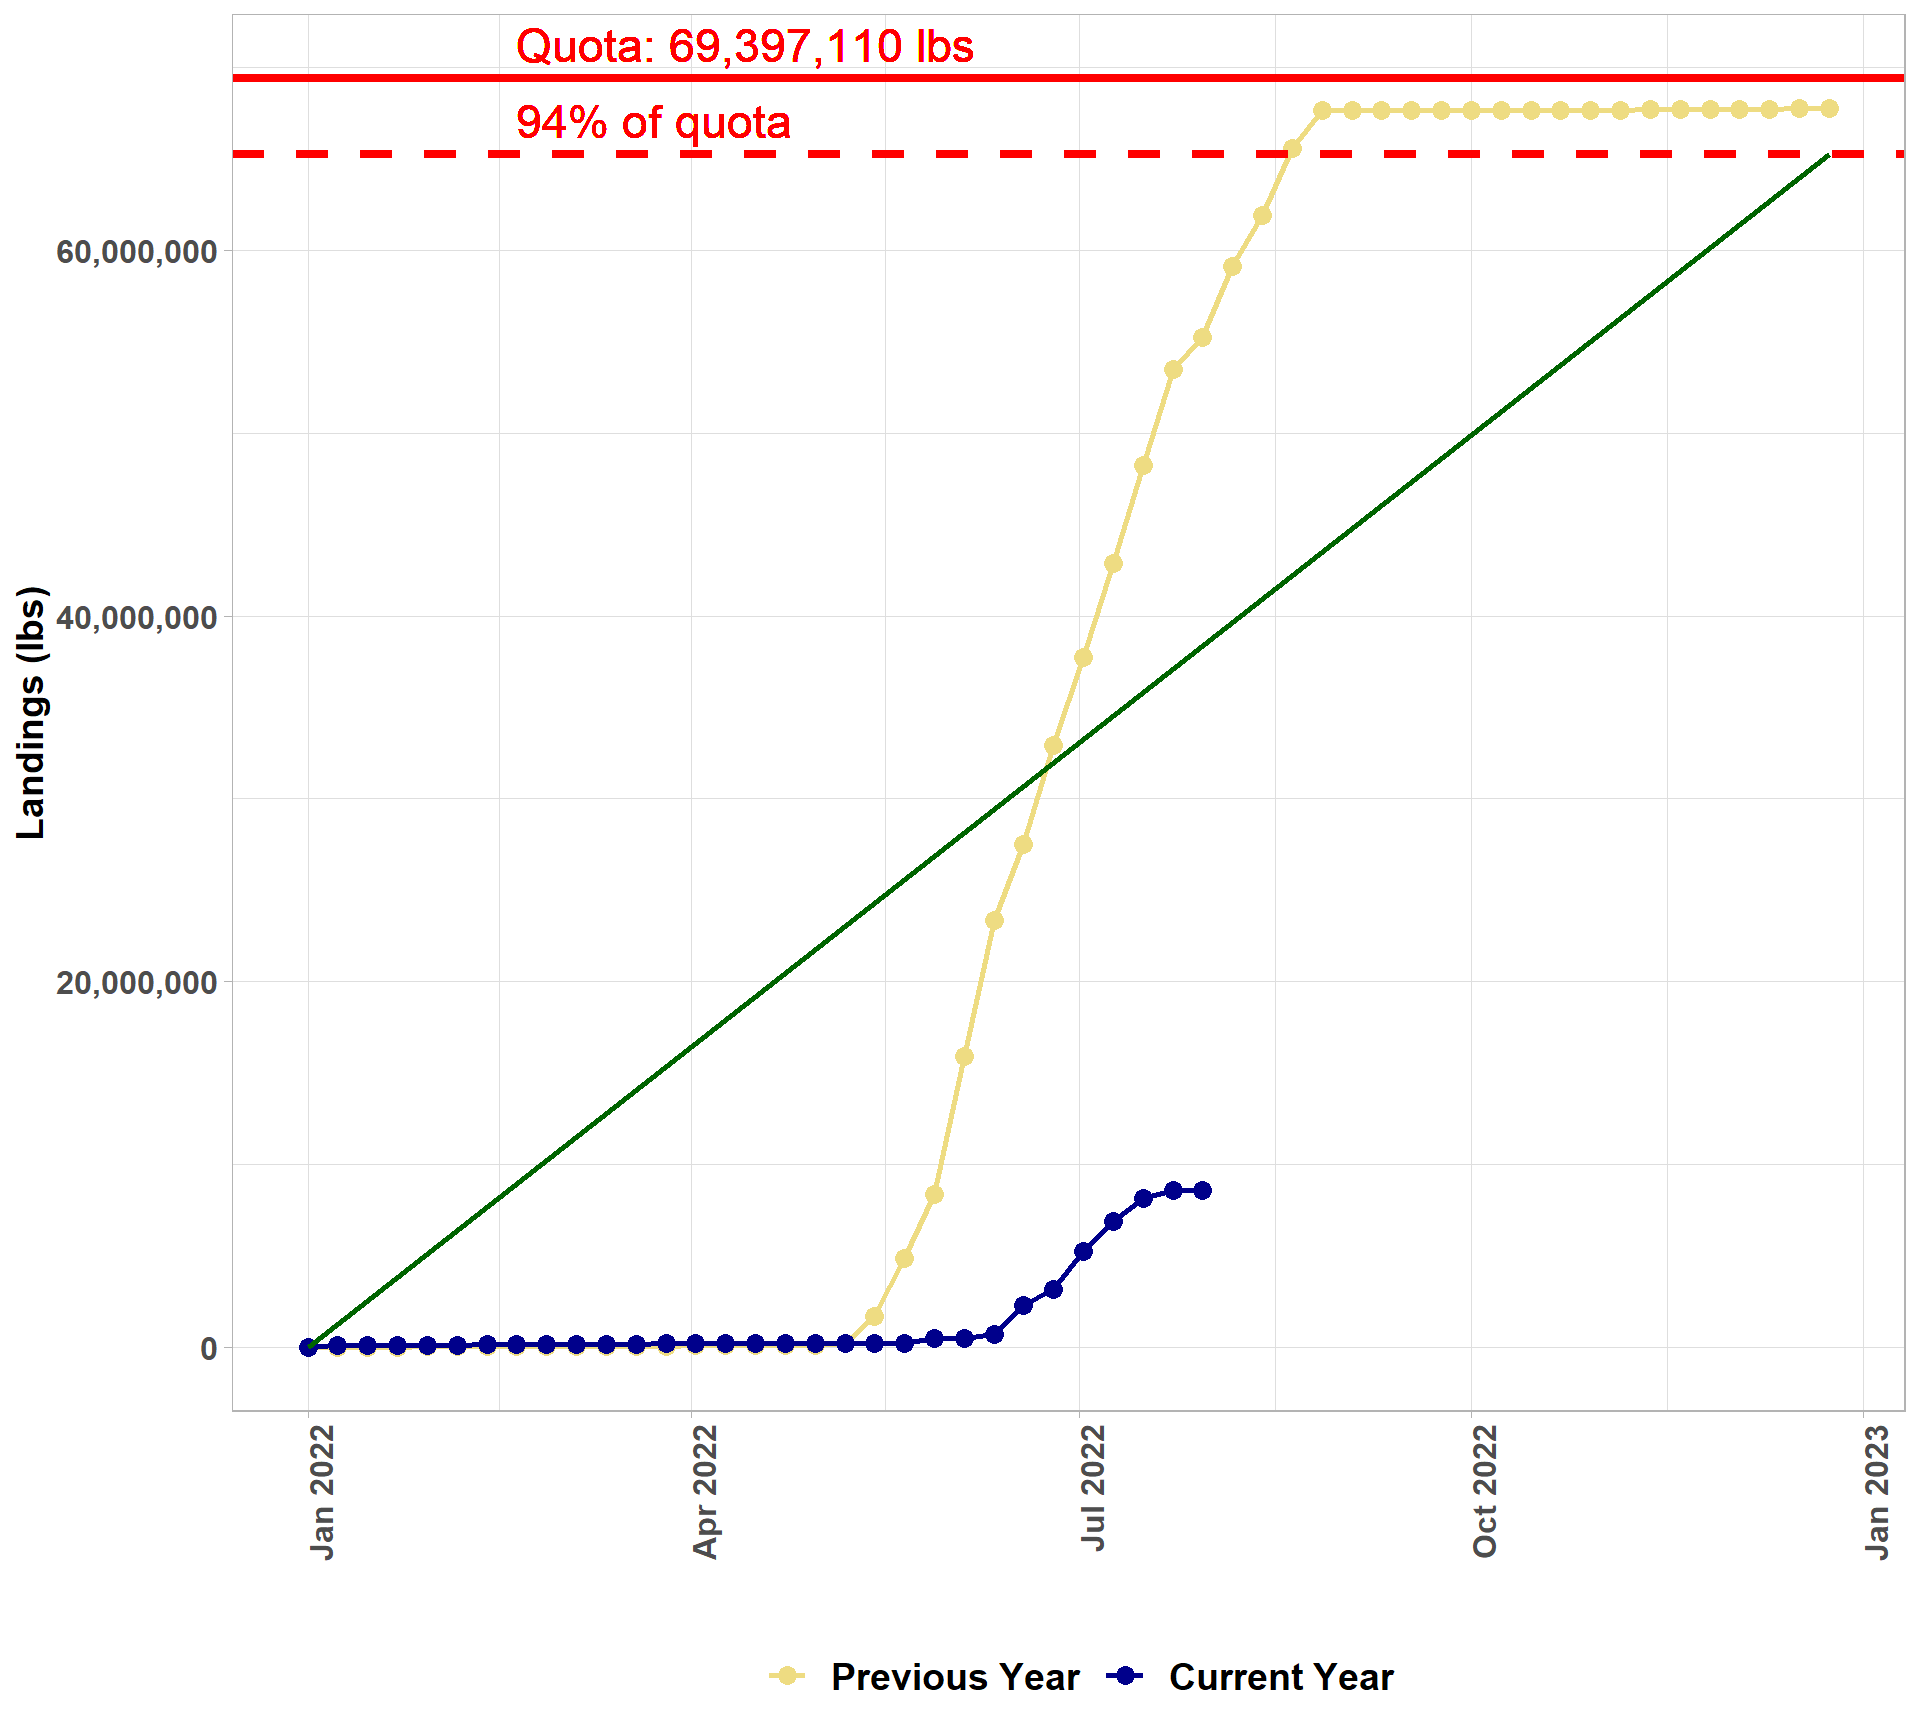 Quota: 69,397,110 lbs
94% of quota
Landings (lbs)
60,000,000
40,000,000
20,000,000
0
Jan 2022
Apr 2022
Jul 2022
Oct 2022
Jan 2023
Previous Year
Current Year